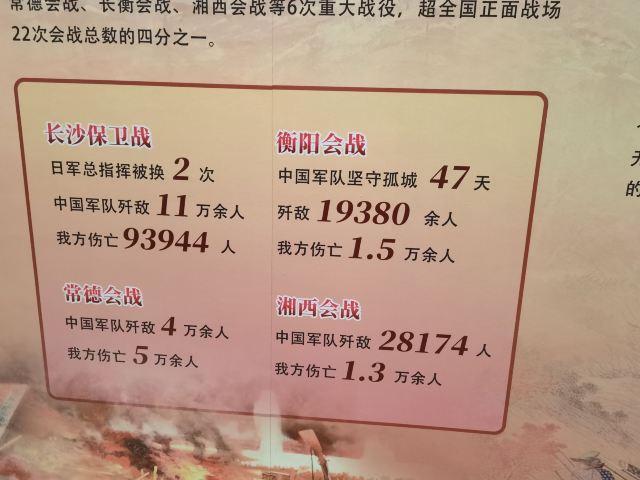 常德会战、长衡会战、湘西会战等6次重大战役，超全国正面战场
22次会战总数的四分之一。
长沙保卫战
日军总指挥被换 2 次
中国军队歼敌 11 万余人
我方伤亡 93944 人
衡阳会战
中国军队坚守孤城 47 天
歼敌 19380 余人
我方伤亡 1.5 万余人
常德会战
中国军队歼敌 4 万余人
我方伤亡 5 万余人
湘西会战
中国军队歼敌 28174 人
我方伤亡 1.3 万余人
的